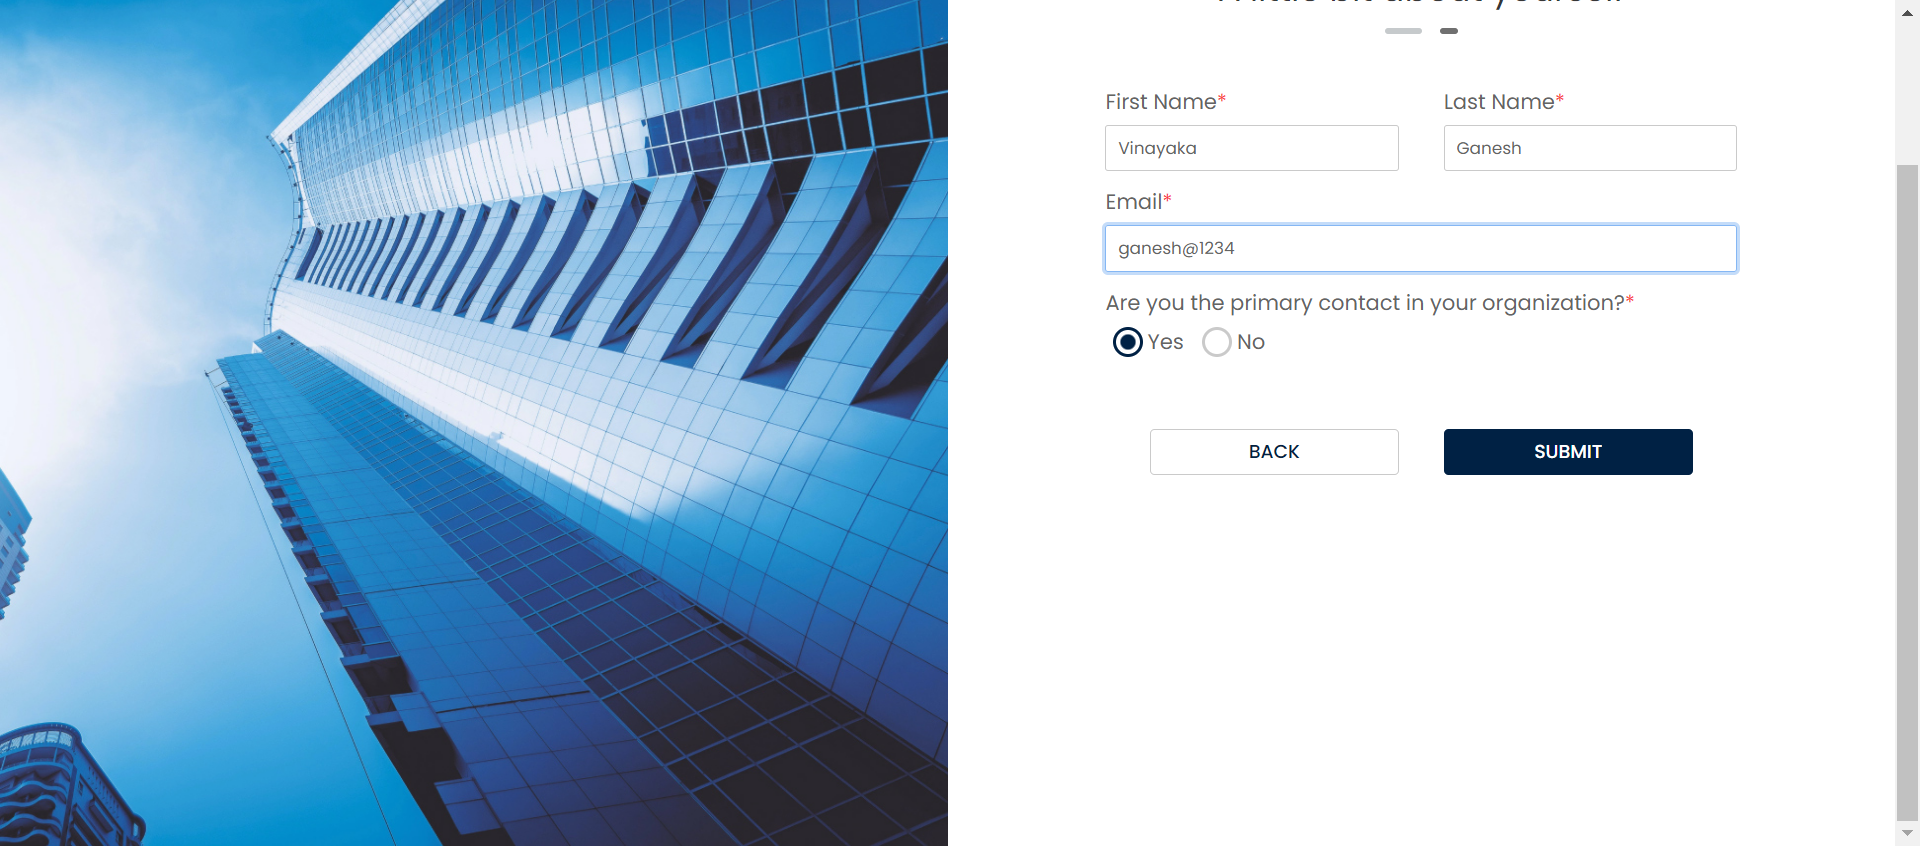 First Name* Last Name*
Vinayaka Ganesh
Email*
ganesh@1234
Are you the primary contact in your organization?*
Yes No
BACK SUBMIT